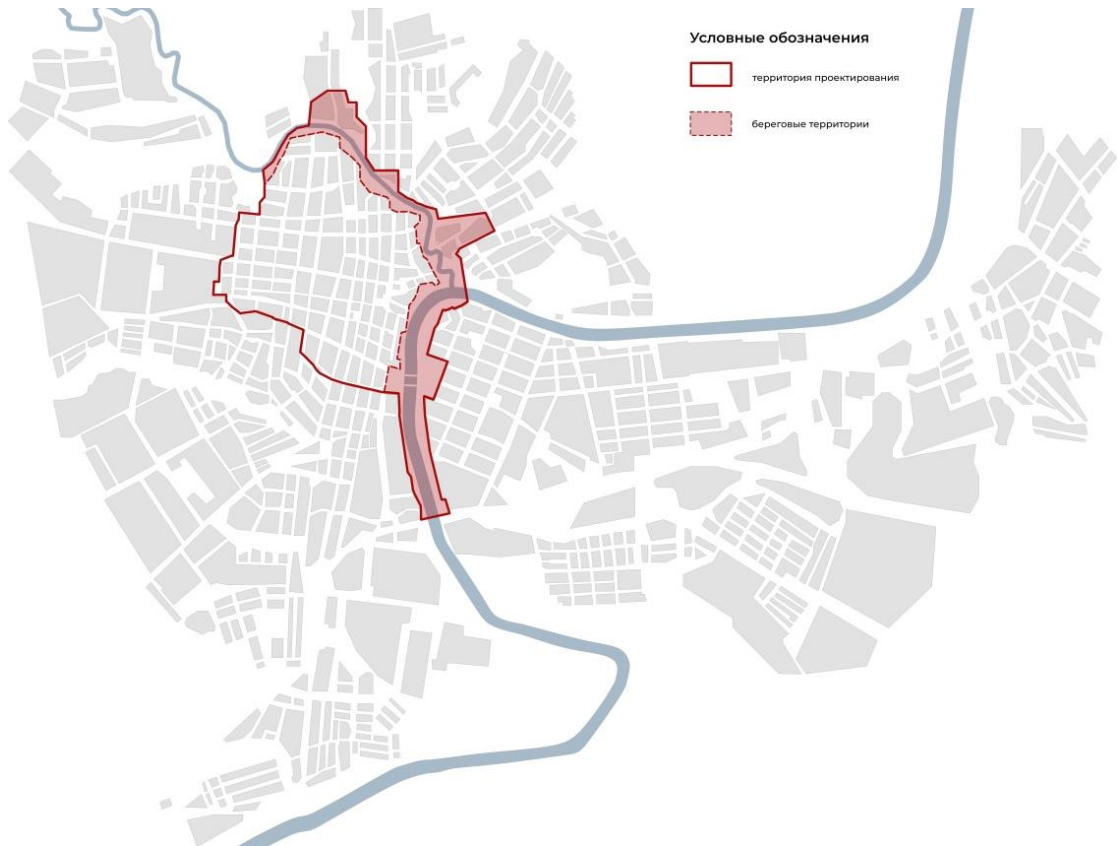 Условные обозначения
территория проектирования
береговые территории